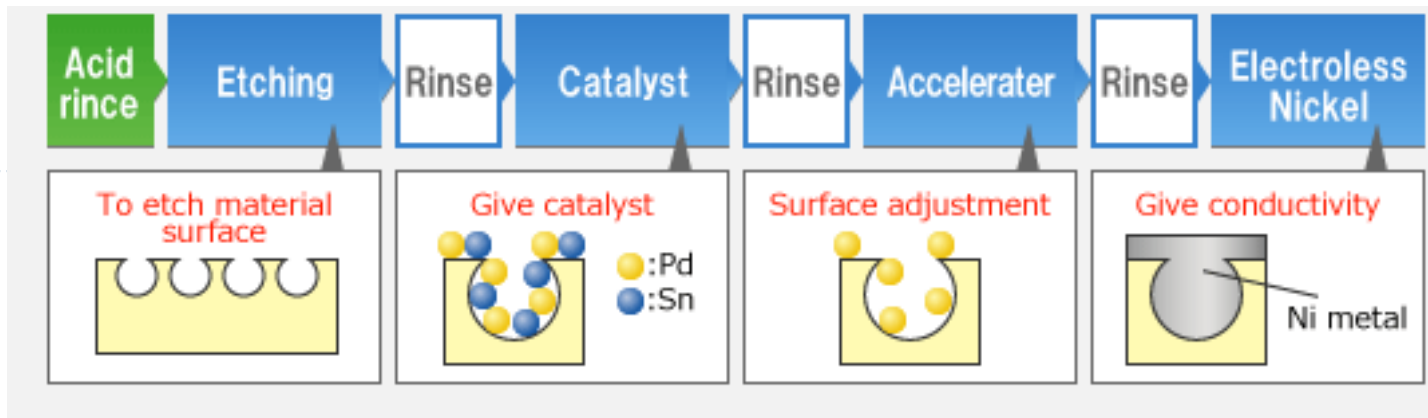 Acid
rince
Etching
Rinse
Catalyst
Rinse
Accelerater
Rinse
Electroless
Nickel
To etch material
surface
Give catalyst
:Pd
:Sn
Surface adjustment
Give conductivity
Ni metal